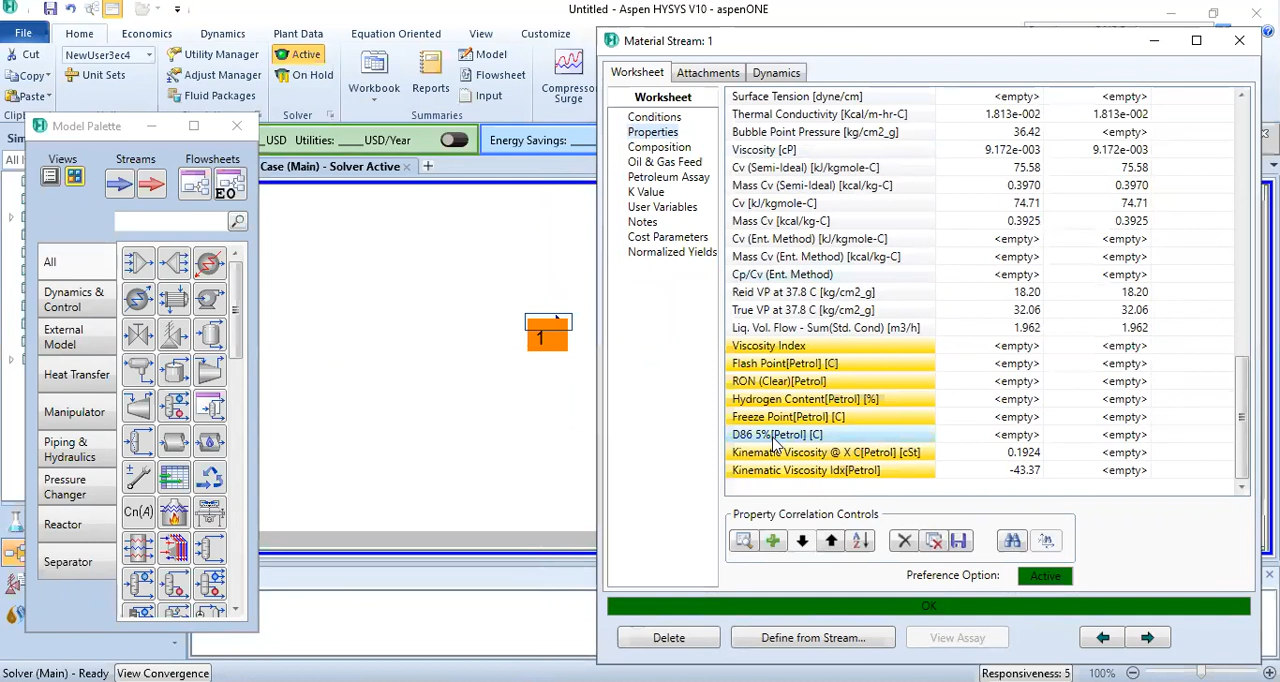 Untitled - Aspen HYSYS V10 - aspenONE
File Home Economics Dynamics Plant Data Equation Oriented View Customize
Cut
Copy
Paste
NewUser3ec4
Unit Sets
Utility Manager
Adjust Manager
Fluid Packages
Active
On Hold
Solver
Workbook
Reports
Model
Flowsheet
Input
Summaries
Compressor
Surge
USD Utilities: USD/Year
Energy Savings:
Case (Main) - Solver Active
All
Model Palette
Views Streams Flowsheets
EO
All
Dynamics &
Control
External
Model
Heat Transfer
Manipulator
Piping &
Hydraulics
Pressure
Changer
Reactor
Separator
Cn(A)
1
Material Stream: 1
Worksheet Attachments Dynamics
Worksheet
Conditions
Properties
Composition
Oil & Gas Feed
Petroleum Assay
K Value
User Variables
Notes
Cost Parameters
Normalized Yields
Surface Tension [dyne/cm] <empty> <empty>
Thermal Conductivity [Kcal/m-hr-C] 1.813e-002 1.813e-002
Bubble Point Pressure [kg/cm2_g] 36.42 <empty>
Viscosity [cP] 9.172e-003 9.172e-003
Cv (Semi-Ideal) [kJ/kgmole-C] 75.58 75.58
Mass Cv (Semi-Ideal) [kcal/kg-C] 0.3970 0.3970
Cv [kJ/kgmole-C] 74.71 74.71
Mass Cv [kcal/kg-C] 0.3925 0.3925
Cv (Ent. Method) [kJ/kgmole-C] <empty> <empty>
Mass Cv (Ent. Method) [kcal/kg-C] <empty> <empty>
Cp/Cv (Ent. Method) <empty> <empty>
Reid VP at 37.8 C [kg/cm2_g] 18.20 18.20
True VP at 37.8 C [kg/cm2_g] 32.06 32.06
Liq. Vol. Flow - Sum(Std. Cond) [m3/h] 1.962 1.962
Viscosity Index <empty> <empty>
Flash Point[Petrol] [C] <empty> <empty>
RON (Clear)[Petrol] <empty> <empty>
Hydrogen Content[Petrol] [%] <empty> <empty>
Freeze Point[Petrol] [C] <empty> <empty>
D86 5%[Petrol] [C] <empty> <empty>
Kinematic Viscosity @ X C[Petrol] [cSt] 0.1924 <empty>
Kinematic Viscosity Idx[Petrol] -43.37 <empty>
Property Correlation Controls
Preference Option: Active
OK
Delete
Define from Stream...
View Assay
Solver (Main) - Ready
View Convergence
Responsiveness: 5
100%